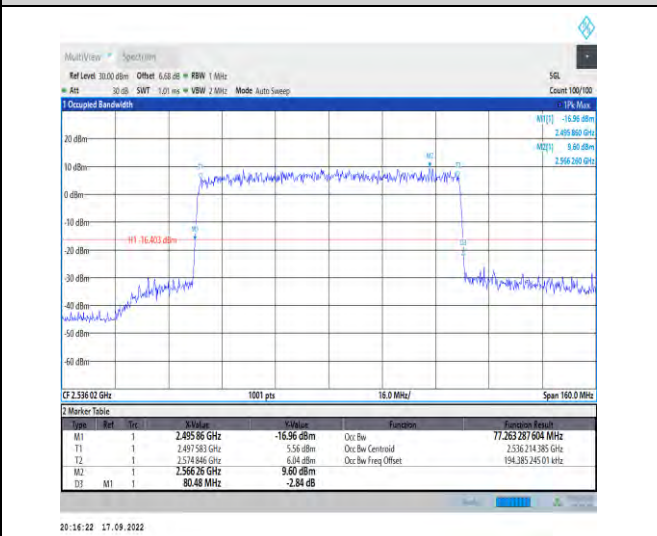 MultiView Spectrum
Ref Level 30.00 dBm Offset 6.68 dB RBW 1 MHz SGL
Att 30 dB SWT 1.01 ms VBW 2 MHz Mode Auto Sweep Count 100/100
1 Occupied Bandwidth 1Pk Max
M1[1] -16.96 dBm
2.495 860 GHz
20 dBm
M2[1] 9.60 dBm
2.566 260 GHz
M2
T1
10 dBm
0 dBm
-10 dBm
H1 -16.403 dBm
-20 dBm
-30 dBm
-40 dBm
-50 dBm
-60 dBm
CF 2.536 02 GHz 1001 pts 16.0 MHz/ Span 160.0 MHz
2 Marker Table
Type Ref Trc X-Value Y-Value Function Function Result
M1 1 2.495 86 GHz -16.96 dBm Occ Bw 77.263 287 604 MHz
T1 1 2.497 583 GHz 5.56 dBm Occ Bw Centroid 2.536 214 385 GHz
T2 1 2.574 846 GHz 6.04 dBm Occ Bw Freq Offset 194.385 245 01 kHz
M2 1 2.566 26 GHz 9.60 dBm
D3 M1 1 80.48 MHz -2.84 dB
20:16:22 17.09.2022